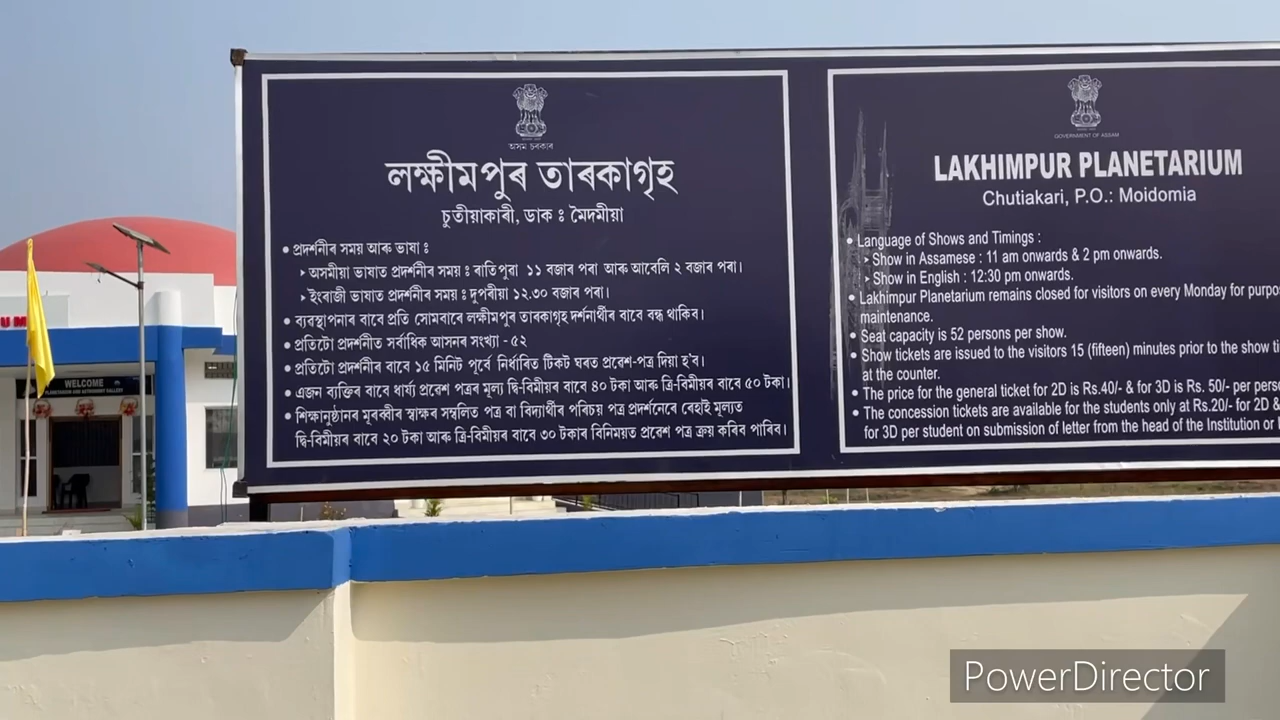 অসম চৰকাৰ
লক্ষীমপুৰ তাৰকাগৃহ
চুতীয়াকাৰী, ডাক ঃ মৈদমীয়া
● প্ৰদৰ্শনীৰ সময় আৰু ভাষা ঃ
‣ অসমীয়া ভাষাত প্ৰদৰ্শনীৰ সময় ঃ ৰাতিপুৱা ১১ বজাৰ পৰা আৰু আবেলি ২ বজাৰ পৰা।
‣ ইংৰাজী ভাষাত প্ৰদৰ্শনীৰ সময় ঃ দুপৰীয়া ১২.৩০ বজাৰ পৰা।
● ব্যৱস্থাপনাৰ বাবে প্ৰতি সোমবাৰে লক্ষীমপুৰ তাৰকাগৃহ দৰ্শনাৰ্থীৰ বাবে বন্ধ থাকিব।
● প্ৰতিটো প্ৰদৰ্শনীত সৰ্বাধিক আসনৰ সংখ্যা - ৫২
● প্ৰতিটো প্ৰদৰ্শনীৰ বাবে ১৫ মিনিট পূৰ্বে নিৰ্ধাৰিত টিকট ঘৰত প্ৰবেশ-পত্ৰ দিয়া হ'ব।
● এজন ব্যক্তিৰ বাবে ধাৰ্য্য প্ৰবেশ পত্ৰৰ মূল্য দ্বি-বিমীয়ৰ বাবে ৪০ টকা আৰু ত্ৰি-বিমীয়ৰ বাবে ৫০ টকা।
● শিক্ষানুষ্ঠানৰ মূৰব্বীৰ স্বাক্ষৰ সম্বলিত পত্ৰ বা বিদ্যাৰ্থীৰ পৰিচয় পত্ৰ প্ৰদৰ্শনেৰে ৰেহাই মূল্যত
দ্বি-বিমীয়ৰ বাবে ২০ টকা আৰু ত্ৰি-বিমীয়ৰ বাবে ৩০ টকাৰ বিনিময়ত প্ৰবেশ পত্ৰ ক্ৰয় কৰিব পাৰিব।
GOVERNMENT OF ASSAM
LAKHIMPUR PLANETARIUM
Chutiakari, P.O.: Moidomia
● Language of Shows and Timings :
‣ Show in Assamese : 11 am onwards & 2 pm onwards.
‣ Show in English : 12:30 pm onwards.
● Lakhimpur Planetarium remains closed for visitors on every Monday for purpo
maintenance.
● Seat capacity is 52 persons per show.
● Show tickets are issued to the visitors 15 (fifteen) minutes prior to the show ti
at the counter.
● The price for the general ticket for 2D is Rs.40/- & for 3D is Rs. 50/- per pers
● The concession tickets are available for the students only at Rs.20/- for 2D &
for 3D per student on submission of letter from the head of the Institution or
UM
WELCOME
PLANETARIUM AND ASTRONOMY GALLERY
PowerDirector